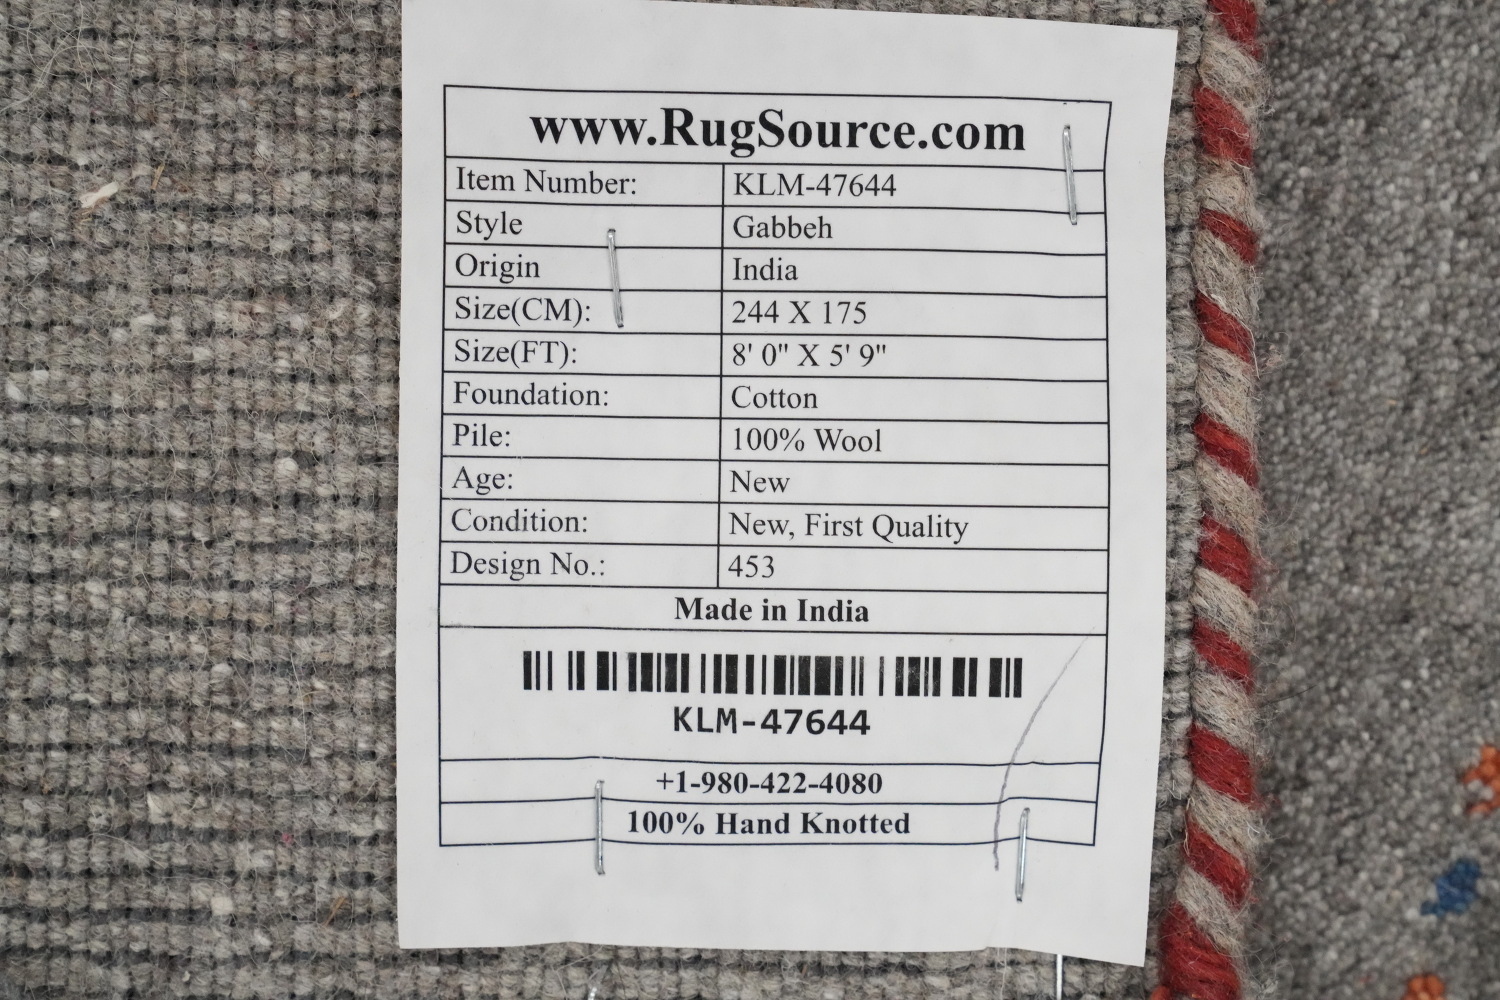 www.RugSource.com
Item Number: KLM-47644
Style Gabbeh
Origin India
Size(CM): 244 X 175
Size(FT): 8' 0" X 5' 9"
Foundation: Cotton
Pile: 100% Wool
Age: New
Condition: New, First Quality
Design No.: 453
Made in India
KLM-47644
+1-980-422-4080
100% Hand Knotted